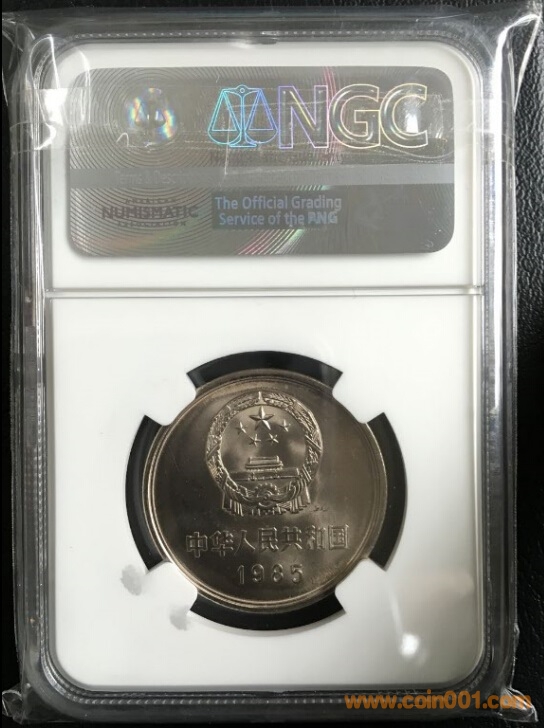 NGC
NUMISMATIC
The Official Grading
Service of the PNG
中华人民共和国
1985
www.coin001.com